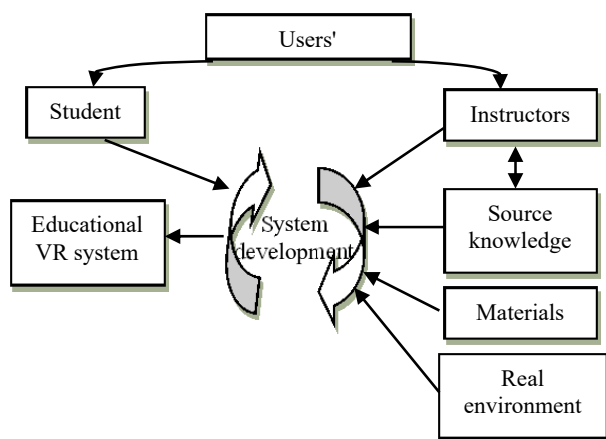 Users'
Student
Instructors
Educational
VR system
System
development
Source
knowledge
Materials
Real
environment